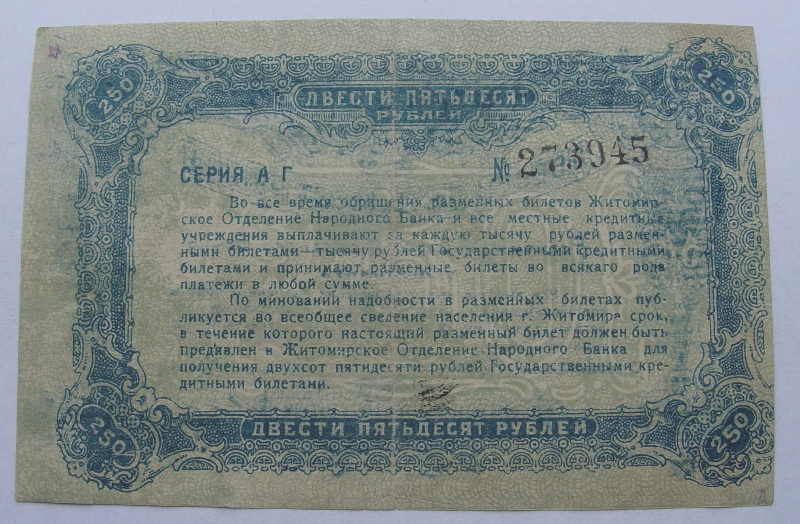 250 250
ДВЕСТИ ПЯТЬДЕСЯТ
РУБЛЕЙ
СЕРИЯ А Г № 273945
Во все время обращения разменных билетов Житомир-
ское Отделение Народного Банка и все местные кредитные
учреждения выплачивают за каждую тысячу рублей размен-
ными билетами—тысячу рублей Государственными кредитными
билетами и принимают разменные билеты во всякаго рода
платежи в любой сумме.
По миновании надобности в разменных билетах пуб-
ликуется во всеобщее сведение населения г. Житомира срок,
в течение которого настоящий разменный билет должен быть
пред'явлен в Житомирское Отделение Народного Банка для
получения двухсот пятидесяти рублей Государственными кре-
дитными билетами.
250 ДВЕСТИ ПЯТЬДЕСЯТ РУБЛЕЙ 250